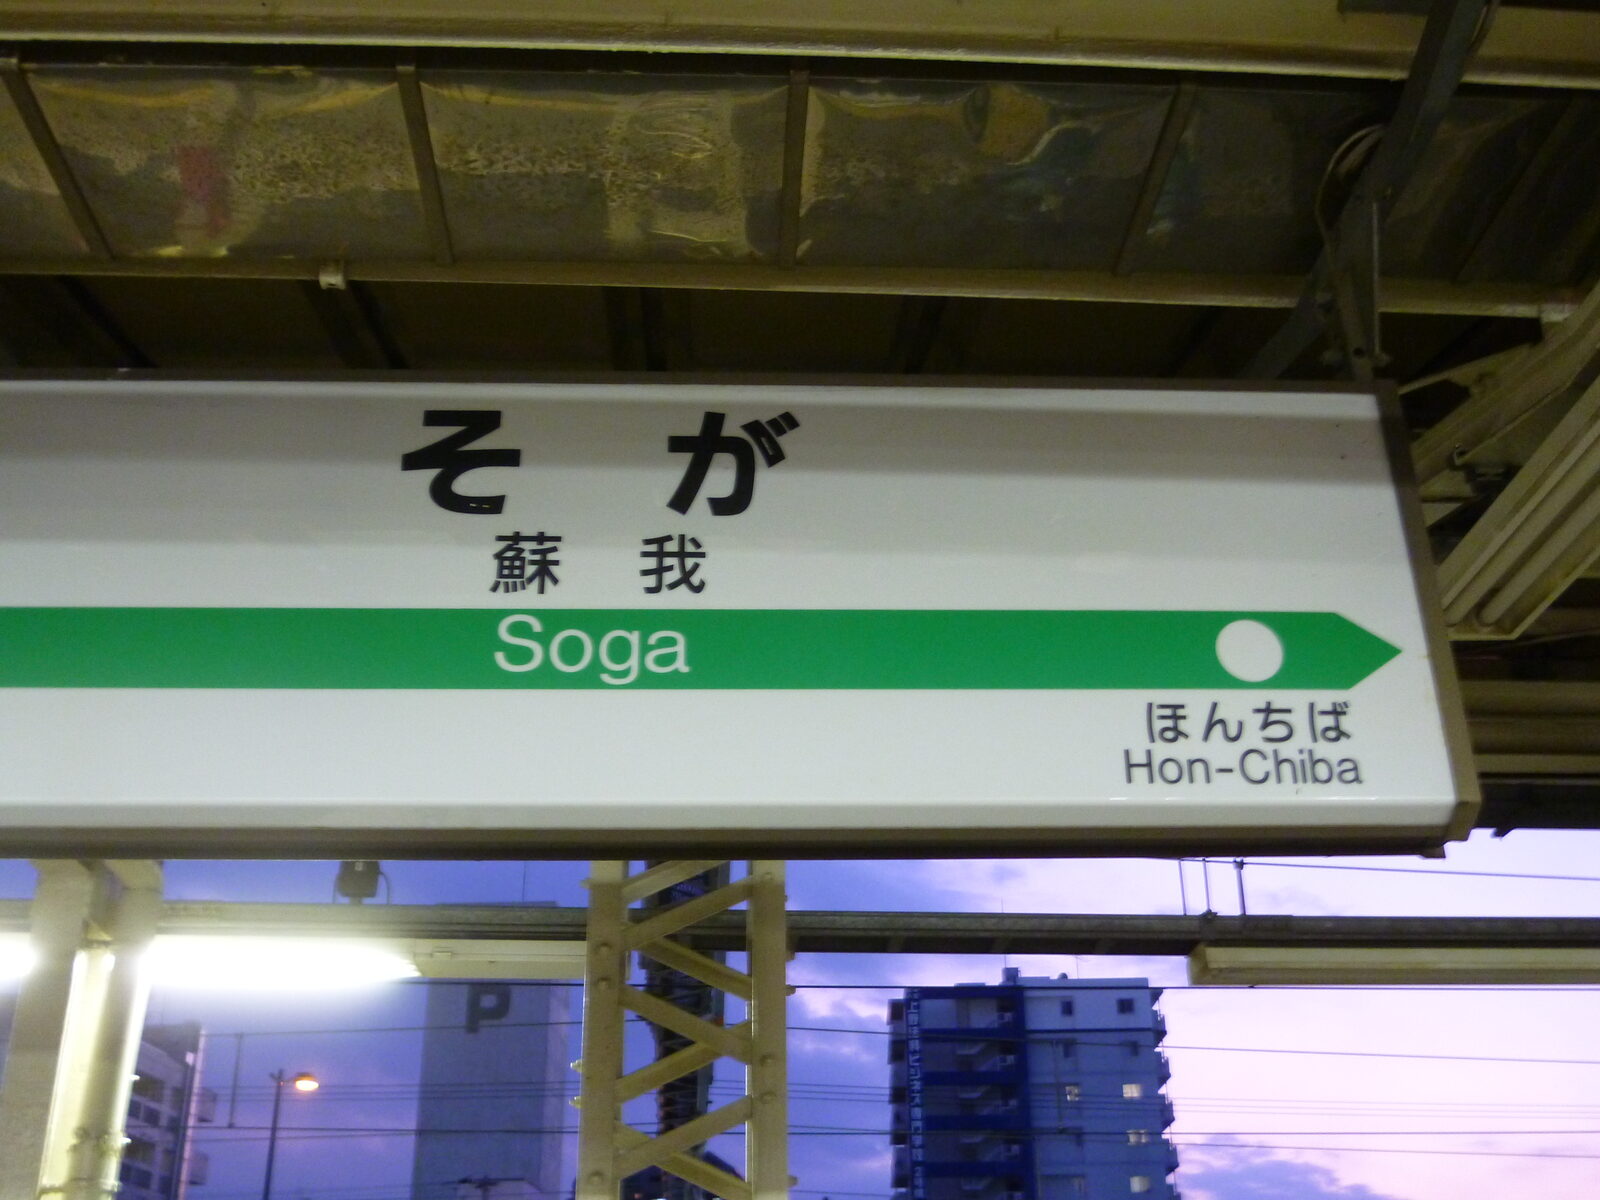 そが
蘇我
Soga
ほんちば
Hon-Chiba
P